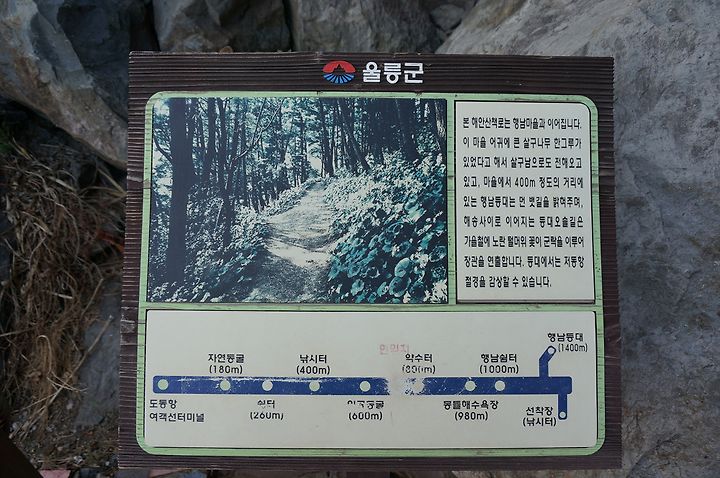 울릉군
본 해안산책로는 행남마을과 이어집니다.
이 마을 어귀에 큰 살구나무 한그루가
있었다고 해서 살구남으로도 전해오고
있고, 마을에서 400m 정도의 거리에
있는 행남등대는 먼 뱃길을 밝혀주며,
해송사이로 이어지는 등대오솔길은
가을철에 노란 털머위 꽃이 군락을 이루어
장관을 연출합니다. 등대에서는 저동항
절경을 감상할 수 있습니다.
행남등대
(1400m)
자연동굴
(180m)
낚시터
(400m)
약수터
행남쉼터
(1000m)
도동항
여객선터미널
쉼터
(260m)
(600m)
몽돌해수욕장
(980m)
선착장
(낚시터)